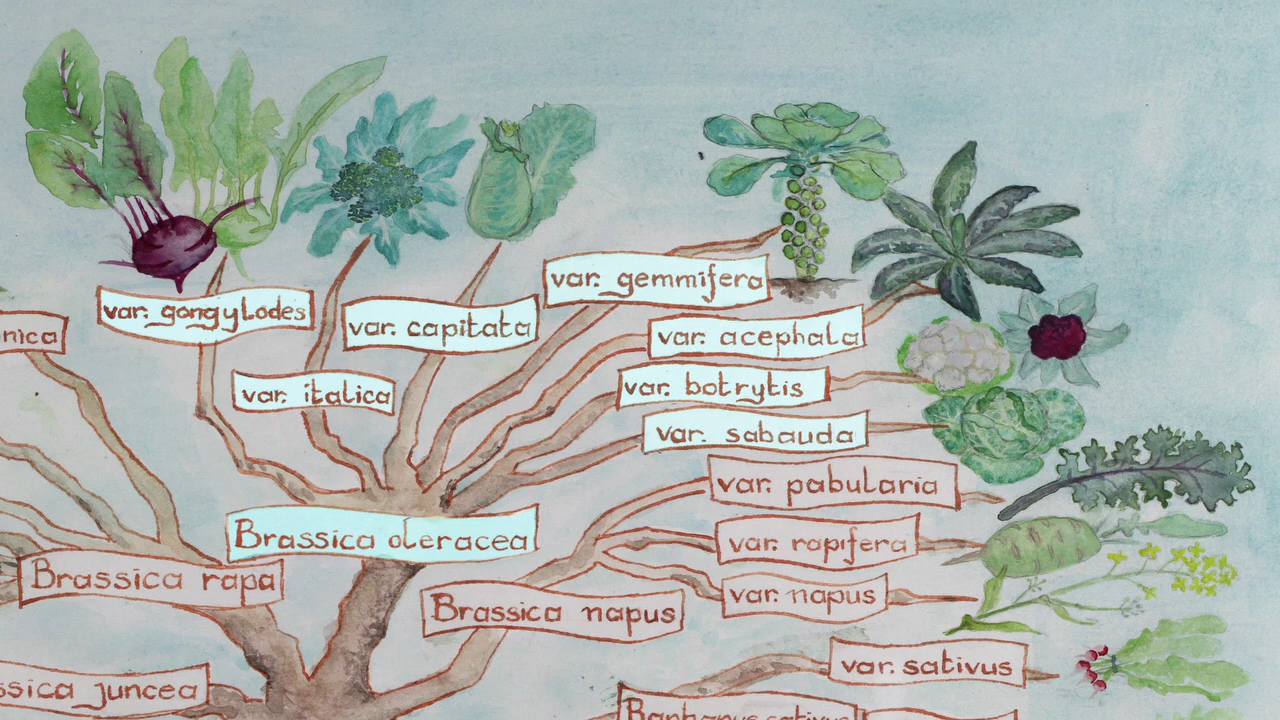 var. gemmifera
var. gongylodes
var. capitata
nica
var. acephala
var. italica
var. botrytis
var. sabauda
var. pabularia
Brassica oleracea
var. rapifera
Brassica rapa
var. napus
Brassica napus
var. sativus
ssica juncea